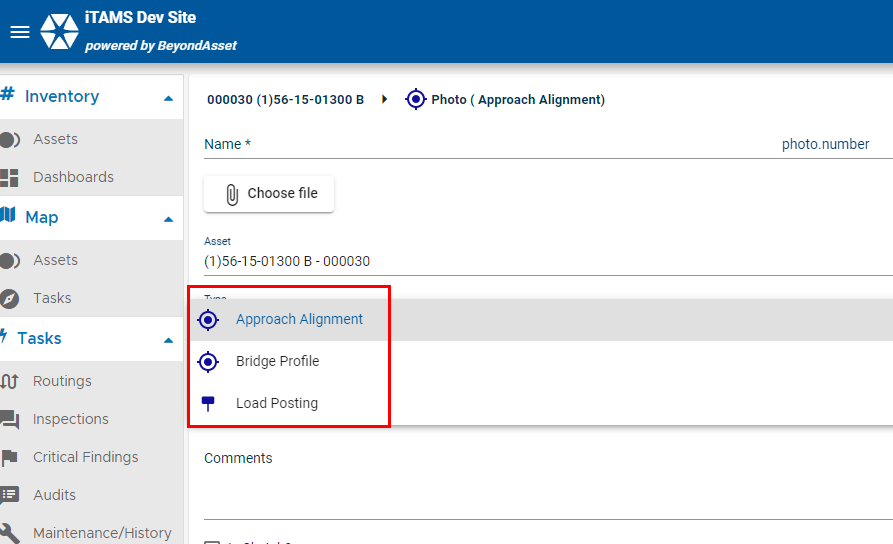 iTAMS Dev Site
powered by BeyondAsset
Inventory
Assets
Dashboards
Map
Assets
Tasks
Tasks
Routings
Inspections
Critical Findings
Audits
Maintenance/History
000030 (1)56-15-01300 B
Photo ( Approach Alignment)
Name *
photo.number
Choose file
Asset
(1)56-15-01300 B - 000030
Type
Approach Alignment
Bridge Profile
Load Posting
Comments